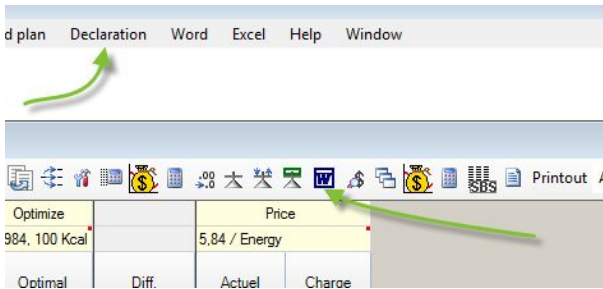 d plan Declaration Word Excel Help Window
SBS Printout A
Optimize Price
984, 100 Kcal 5,84 / Energy
Optimal Diff. Actuel Charge